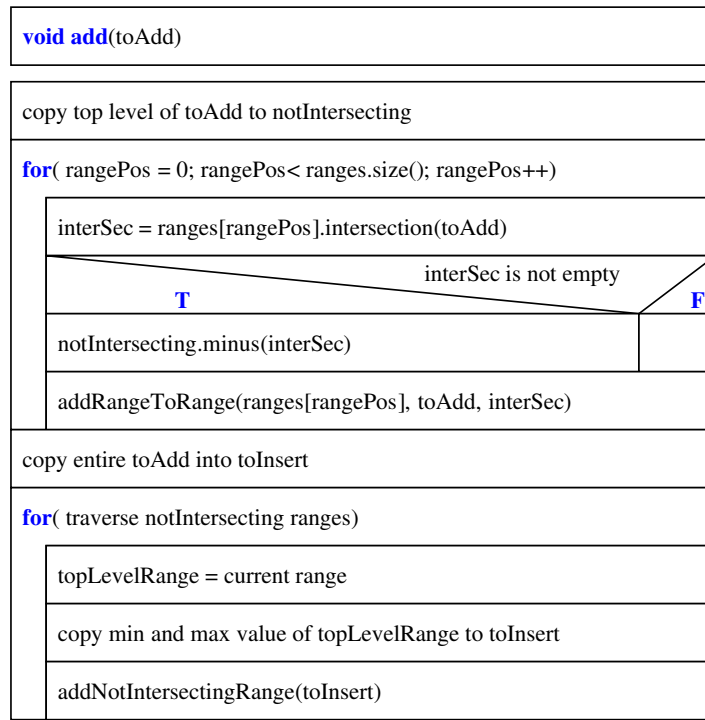 void add(toAdd)
copy top level of toAdd to notIntersecting
for( rangePos = 0; rangePos< ranges.size(); rangePos++)
interSec = ranges[rangePos].intersection(toAdd)
interSec is not empty
T
F
notIntersecting.minus(interSec)
addRangeToRange(ranges[rangePos], toAdd, interSec)
copy entire toAdd into toInsert
for( traverse notIntersecting ranges)
topLevelRange = current range
copy min and max value of topLevelRange to toInsert
addNotIntersectingRange(toInsert)